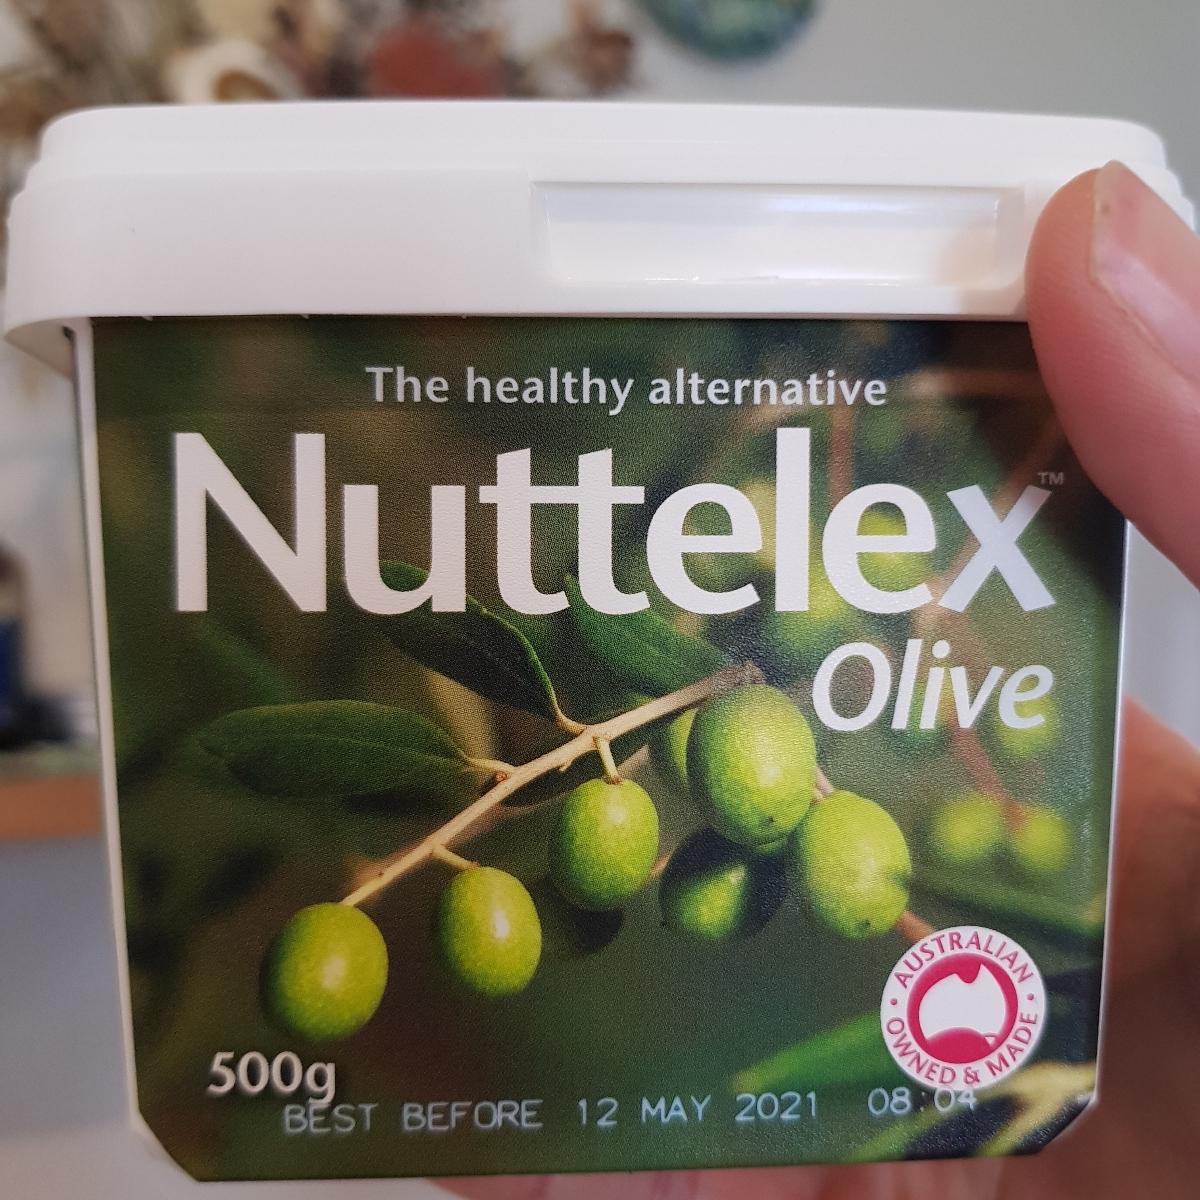 The healthy alternative
Nuttelex™
Olive
AUSTRALIAN
OWNED & MADE
500g
BEST BEFORE 12 MAY 2021 08:04